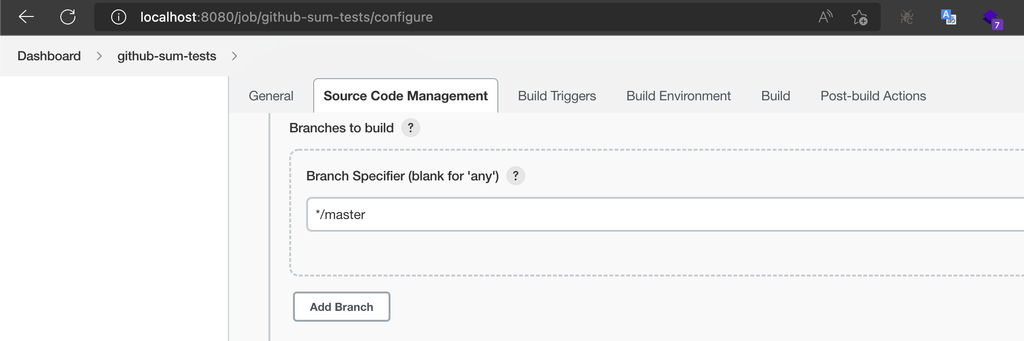 localhost:8080/job/github-sum-tests/configure
7
Dashboard > github-sum-tests >
General Source Code Management Build Triggers Build Environment Build Post-build Actions
Branches to build ?
Branch Specifier (blank for 'any') ?
*/master
Add Branch